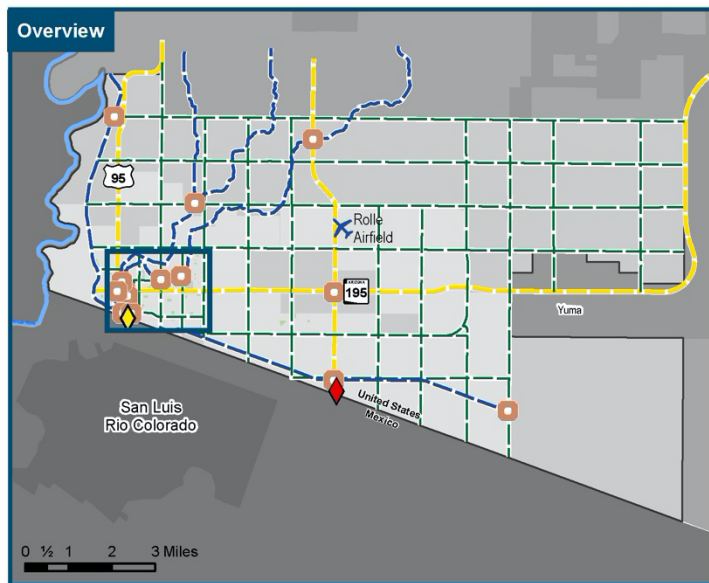 Overview
95
Rolle
Airfield
ARIZONA
195
Yuma
San Luis
Rio Colorado
United States
Mexico
0 ½ 1 2 3 Miles